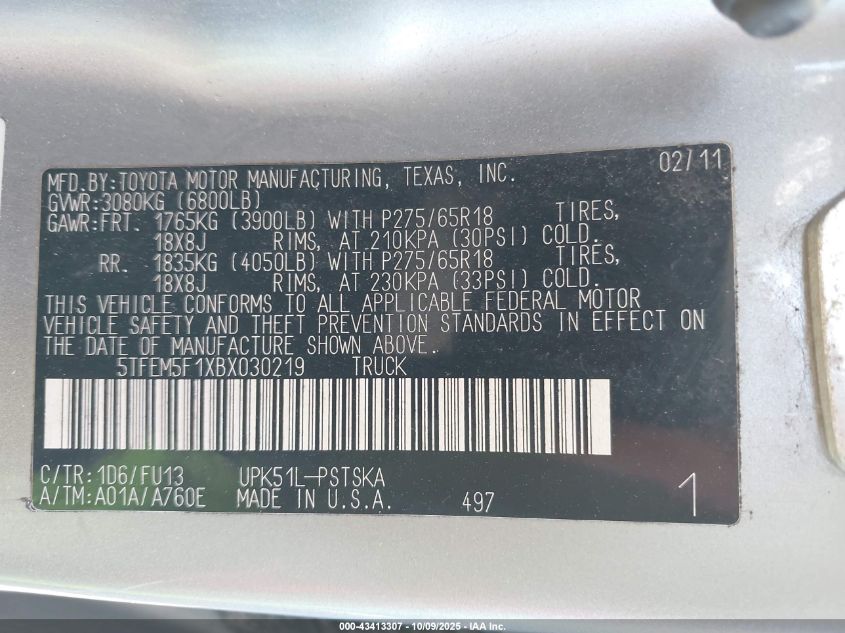 02/11
MFD.BY:TOYOTA MOTOR MANUFACTURING, TEXAS, INC.
GVWR:3080KG (6800LB)
GAWR:FRT. 1765KG (3900LB) WITH P275/65R18 TIRES,
18X8J RIMS, AT 210KPA (30PSI) COLD.
RR. 1835KG (4050LB) WITH P275/65R18 TIRES,
18X8J RIMS, AT 230KPA (33PSI) COLD.
THIS VEHICLE CONFORMS TO ALL APPLICABLE FEDERAL MOTOR
VEHICLE SAFETY AND THEFT PREVENTION STANDARDS IN EFFECT ON
THE DATE OF MANUFACTURE SHOWN ABOVE.
5TFEM5F1XBX030219 TRUCK
C/TR:1D6/FU13 UPK51L-PSTSKA
A/TM:A01A/A760E MADE IN U.S.A. 497 1
000-43413307 - 10/09/2025 - IAA Inc.